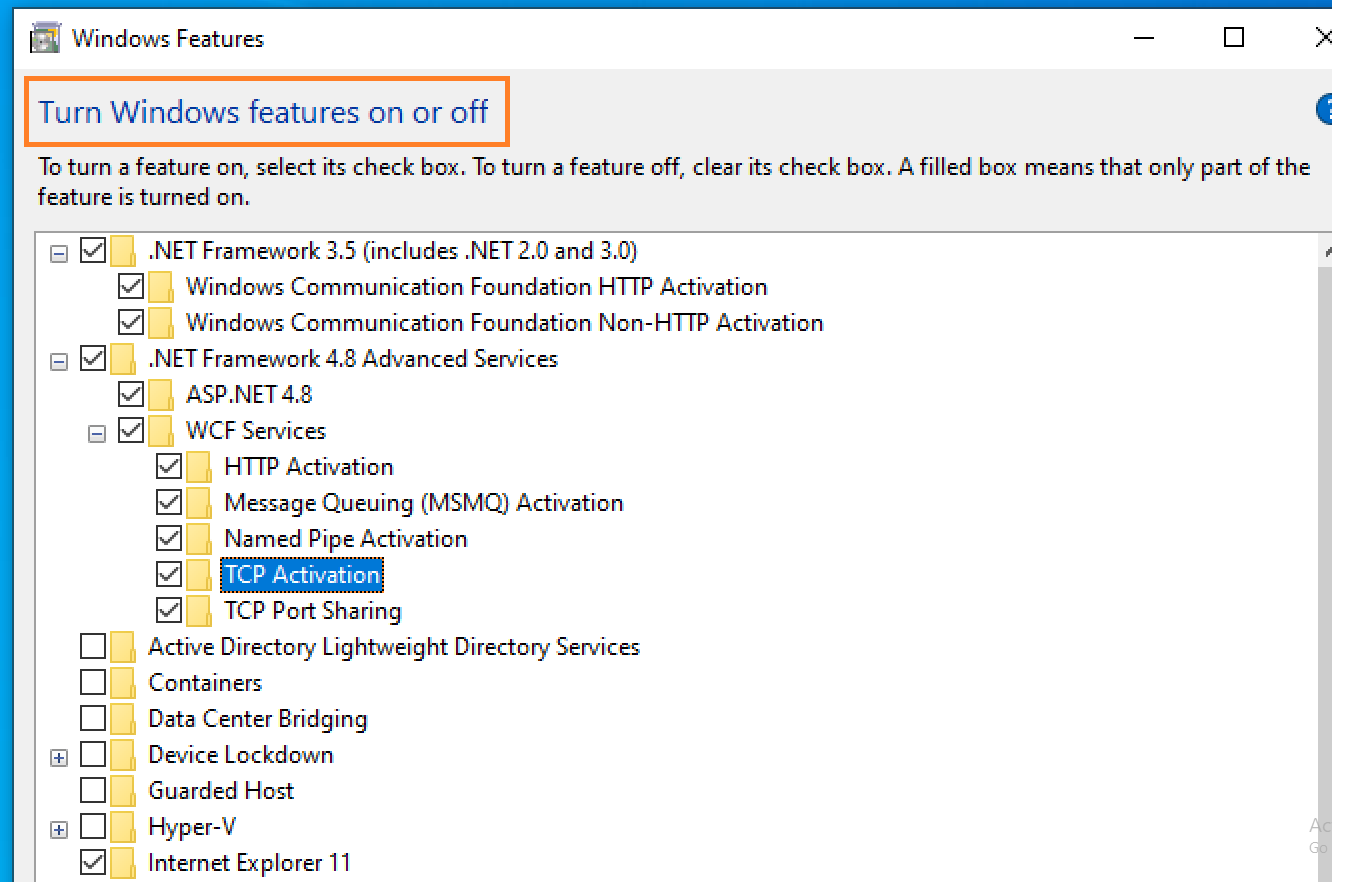 Windows Features
Turn Windows features on or off
To turn a feature on, select its check box. To turn a feature off, clear its check box. A filled box means that only part of the
feature is turned on.
.NET Framework 3.5 (includes .NET 2.0 and 3.0)
Windows Communication Foundation HTTP Activation
Windows Communication Foundation Non-HTTP Activation
.NET Framework 4.8 Advanced Services
ASP.NET 4.8
WCF Services
HTTP Activation
Message Queuing (MSMQ) Activation
Named Pipe Activation
TCP Activation
TCP Port Sharing
Active Directory Lightweight Directory Services
Containers
Data Center Bridging
Device Lockdown
Guarded Host
Hyper-V
Internet Explorer 11
Go